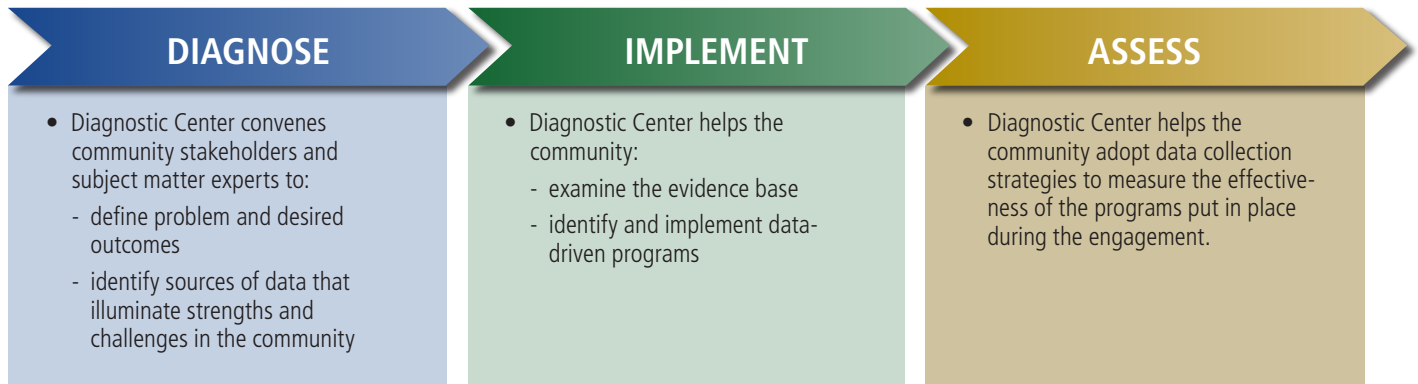 DIAGNOSE
• Diagnostic Center convenes
community stakeholders and
subject matter experts to:
- define problem and desired
outcomes
- identify sources of data that
illuminate strengths and
challenges in the community
IMPLEMENT
• Diagnostic Center helps the
community:
- examine the evidence base
- identify and implement data-
driven programs
ASSESS
• Diagnostic Center helps the
community adopt data collection
strategies to measure the effective-
ness of the programs put in place
during the engagement.